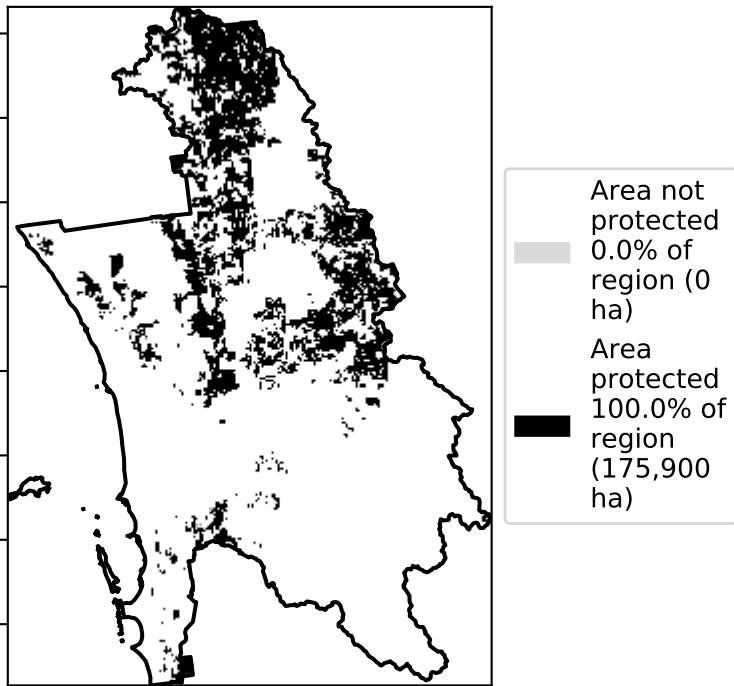 Area not
protected
0.0% of
region (0
ha)
Area
protected
100.0% of
region
(175,900
ha)